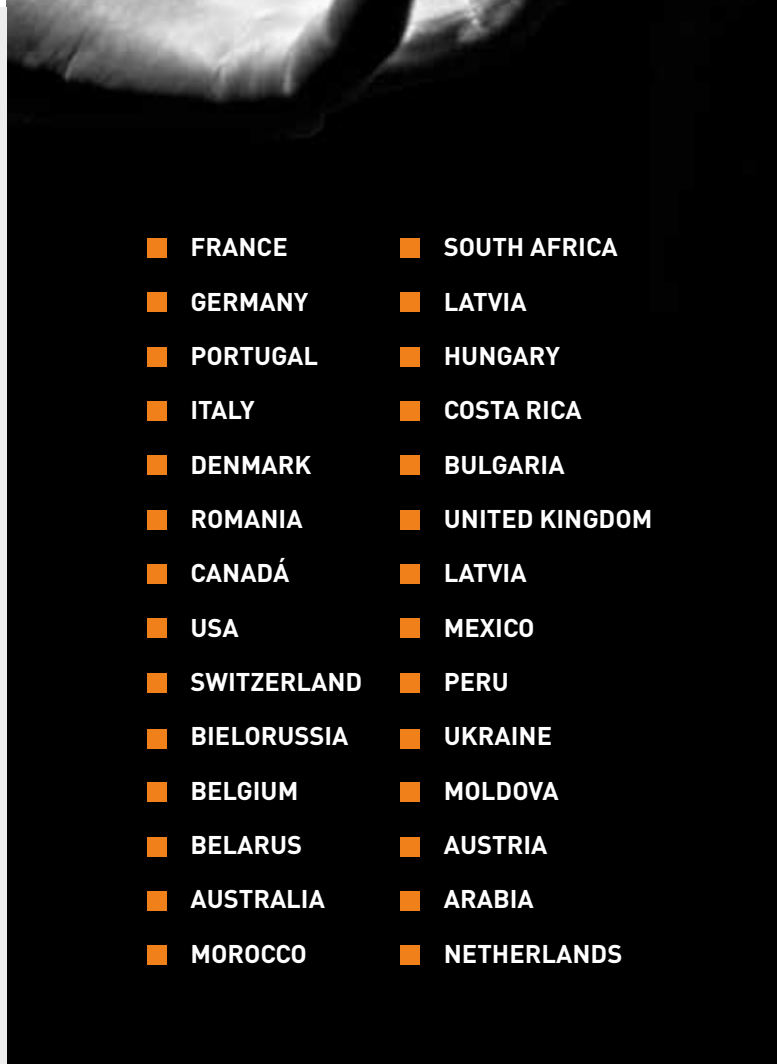 FRANCE
GERMANY
PORTUGAL
ITALY
DENMARK
ROMANIA
CANADÁ
USA
SWITZERLAND
BIELORUSSIA
BELGIUM
BELARUS
AUSTRALIA
MOROCCO
SOUTH AFRICA
LATVIA
HUNGARY
COSTA RICA
BULGARIA
UNITED KINGDOM
LATVIA
MEXICO
PERU
UKRAINE
MOLDOVA
AUSTRIA
ARABIA
NETHERLANDS